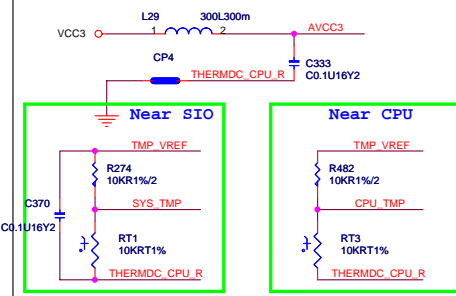 L29 300L300m
VCC3 1 2 AVCC3
CP4
C333
C0.1U16Y2
THERMDC_CPU_R
Near SIO
TMP_VREF
R274
10KR1%/2
C370
C0.1U16Y2
SYS_TMP
RT1
10KRT1%
THERMDC_CPU_R
Near CPU
TMP_VREF
R482
10KR1%/2
CPU_TMP
RT3
10KRT1%
THERMDC_CPU_R